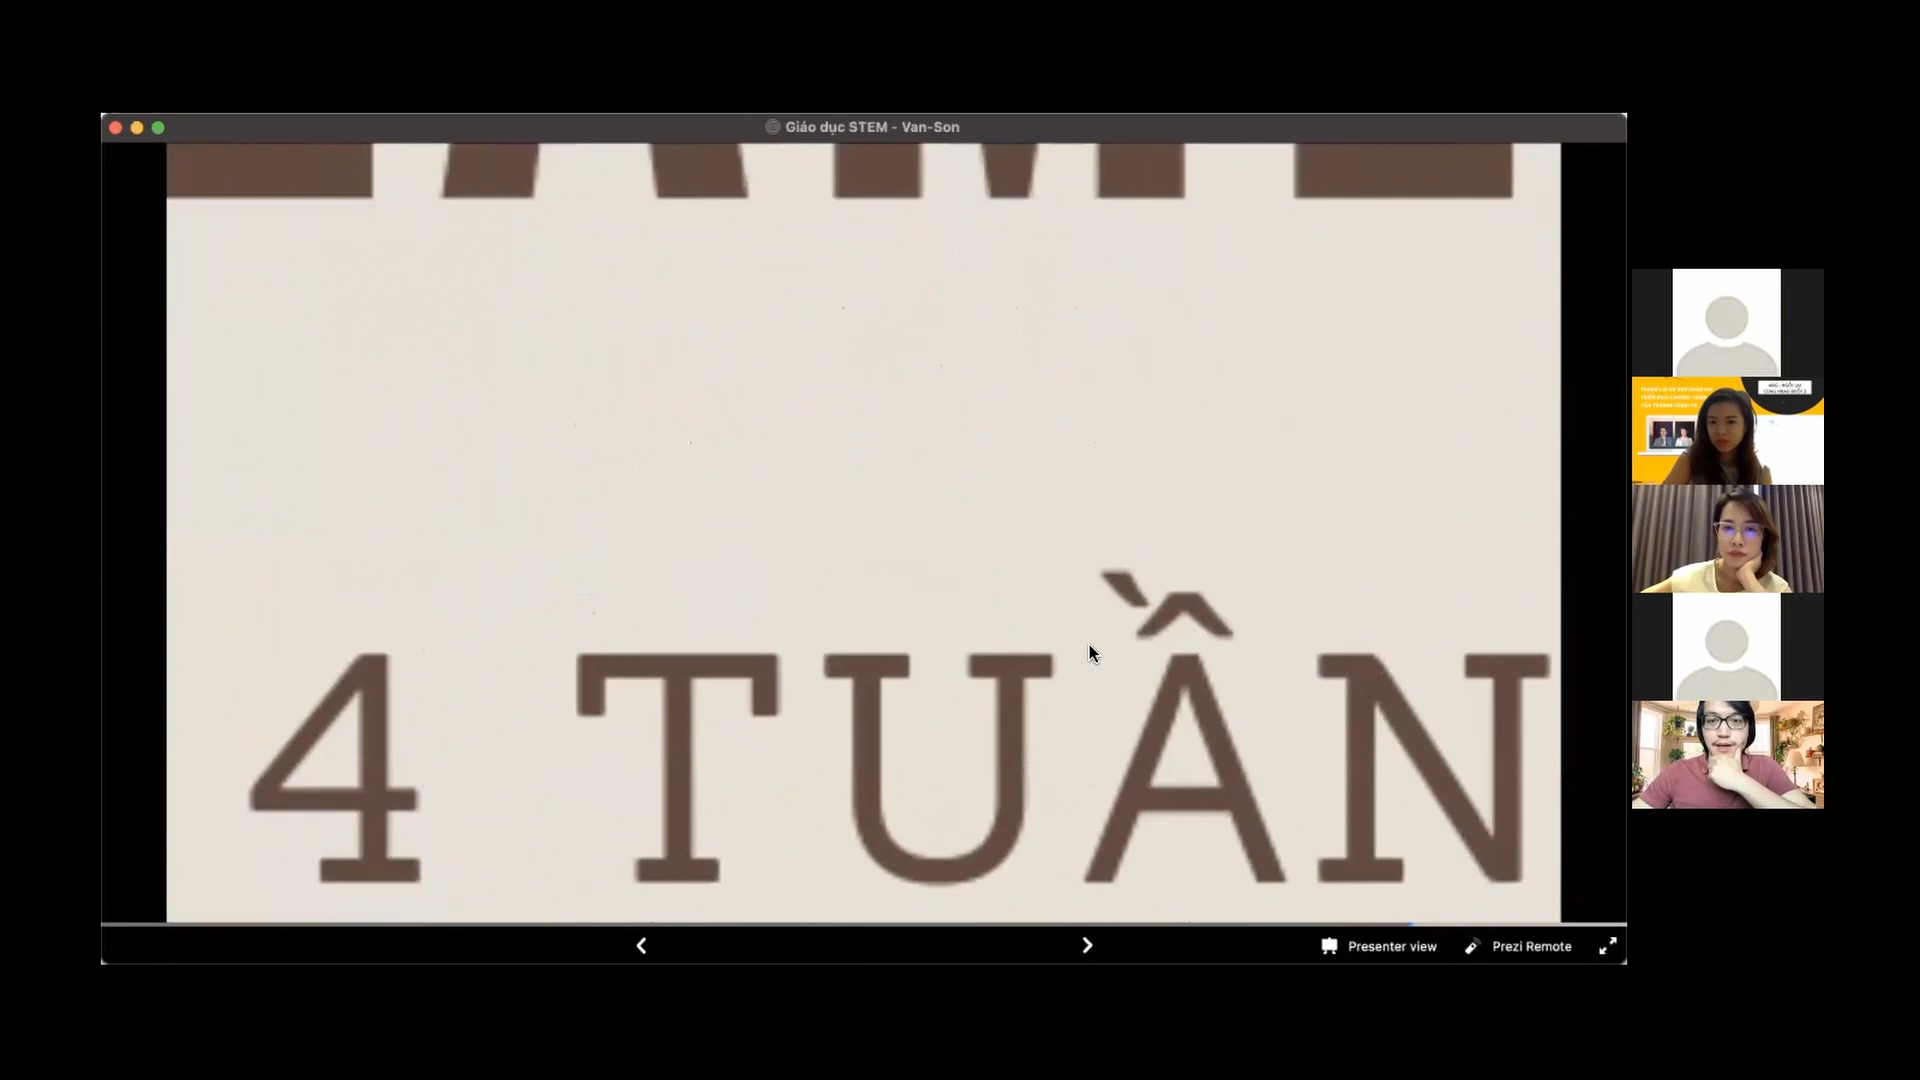 Giáo dục STEM - Van-Son
4 TUẦN
Presenter view
Prezi Remote